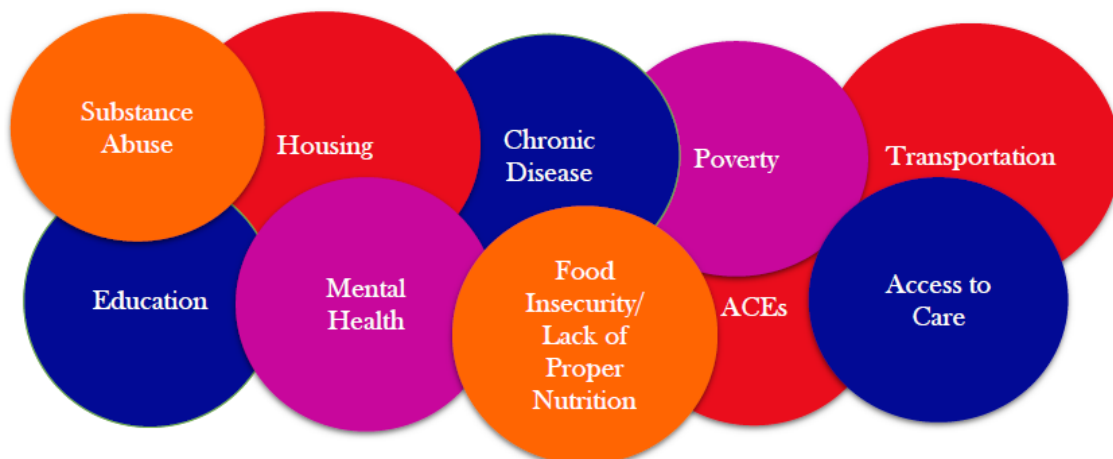 Substance
Abuse
Housing
Chronic
Disease
Poverty
Transportation
Education
Mental
Health
Food
Insecurity/
Lack of
Proper
Nutrition
ACEs
Access to
Care